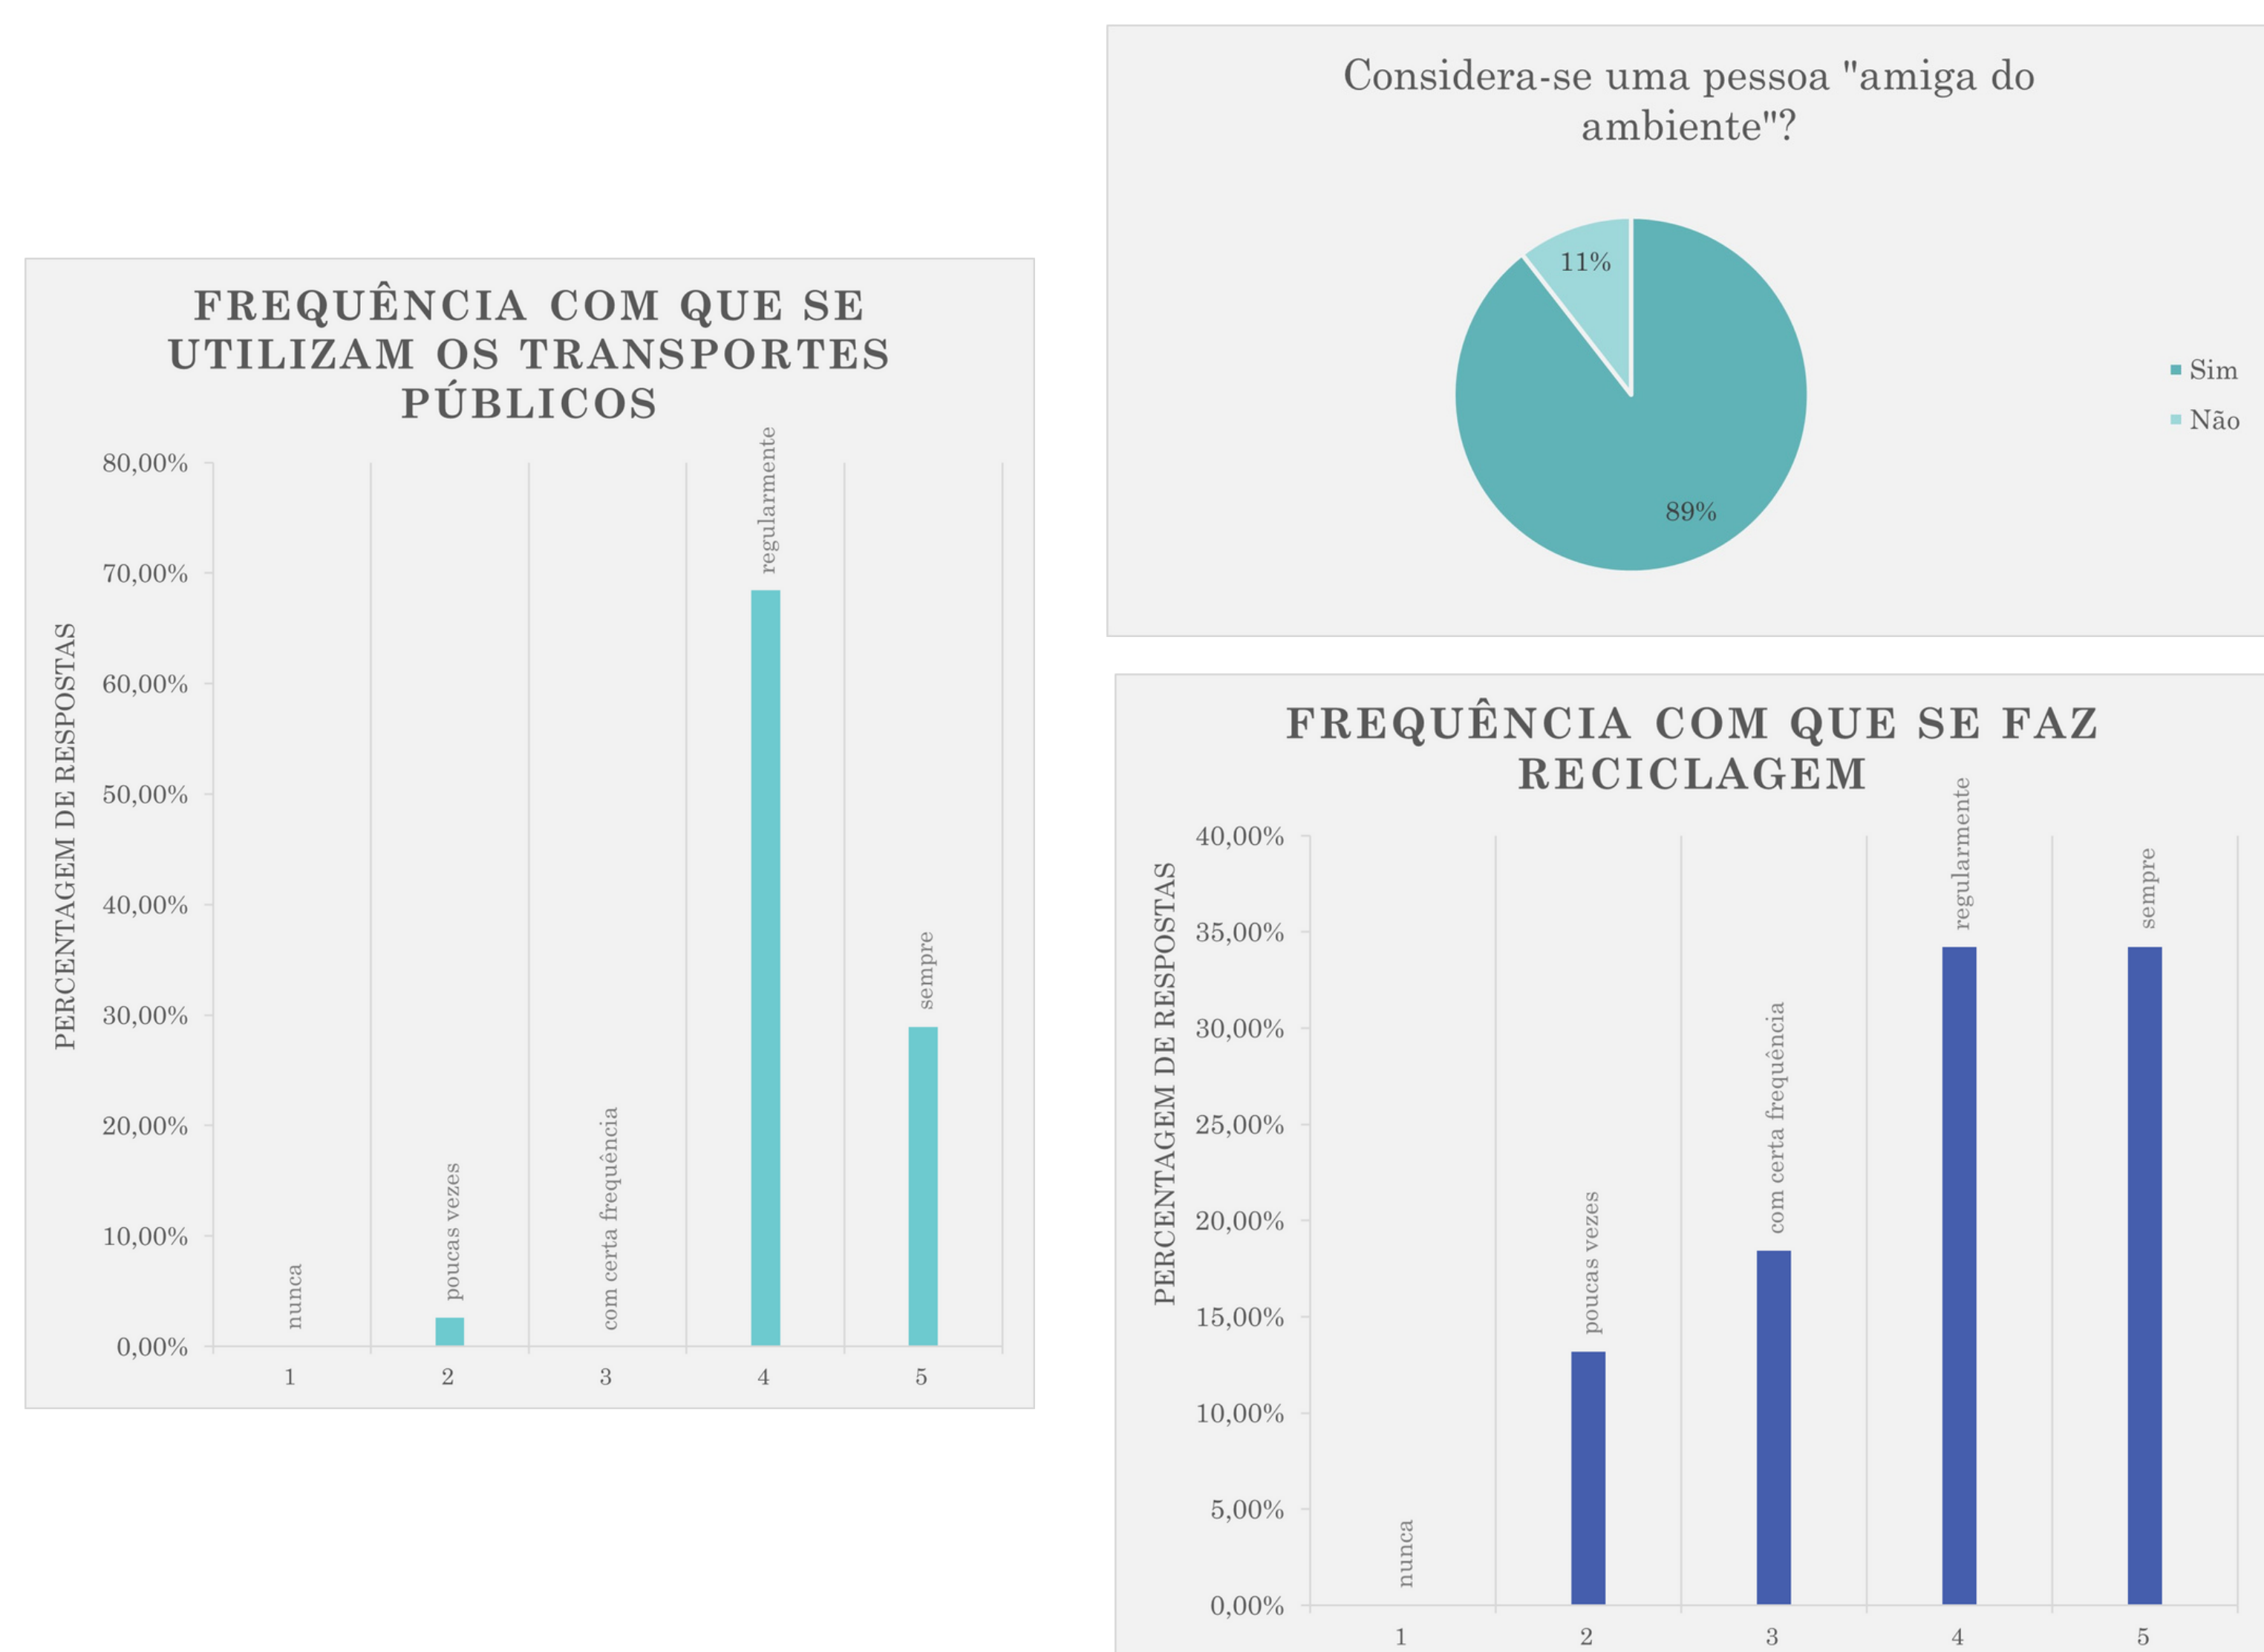 FREQUÊNCIA COM QUE SE
UTILIZAM OS TRANSPORTES
PÚBLICOS
PERCENTAGEM DE RESPOSTAS
80,00%
70,00%
60,00%
50,00%
40,00%
30,00%
20,00%
10,00%
0,00%
nunca
poucas vezes
com certa frequência
regularmente
sempre
1
2
3
4
5
Considera-se uma pessoa "amiga do
ambiente"?
11%
89%
Sim
Não
FREQUÊNCIA COM QUE SE FAZ
RECICLAGEM
PERCENTAGEM DE RESPOSTAS
40,00%
35,00%
30,00%
25,00%
20,00%
15,00%
10,00%
5,00%
0,00%
nunca
poucas vezes
com certa frequência
regularmente
sempre
1
2
3
4
5